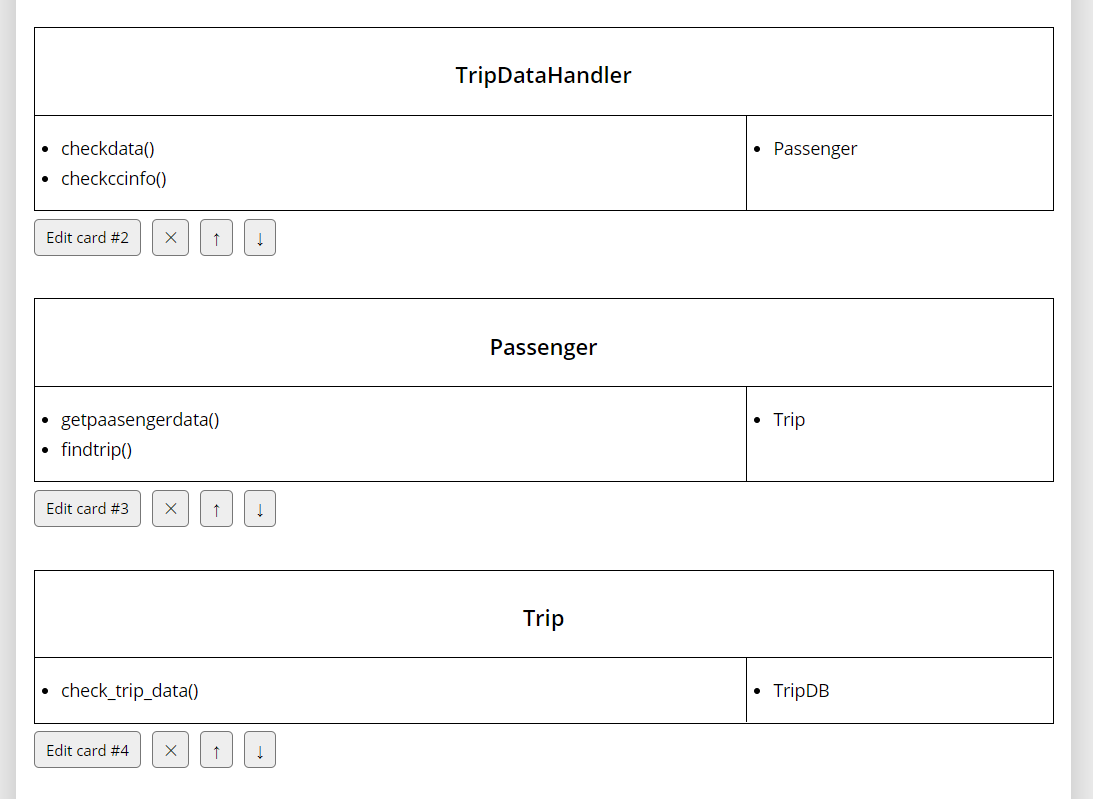 TripDataHandler
• checkdata()
• checkccinfo()
• Passenger
Edit card #2 × ↑ ↓
Passenger
• getpaasengerdata()
• findtrip()
• Trip
Edit card #3 × ↑ ↓
Trip
• check_trip_data()
• TripDB
Edit card #4 × ↑ ↓